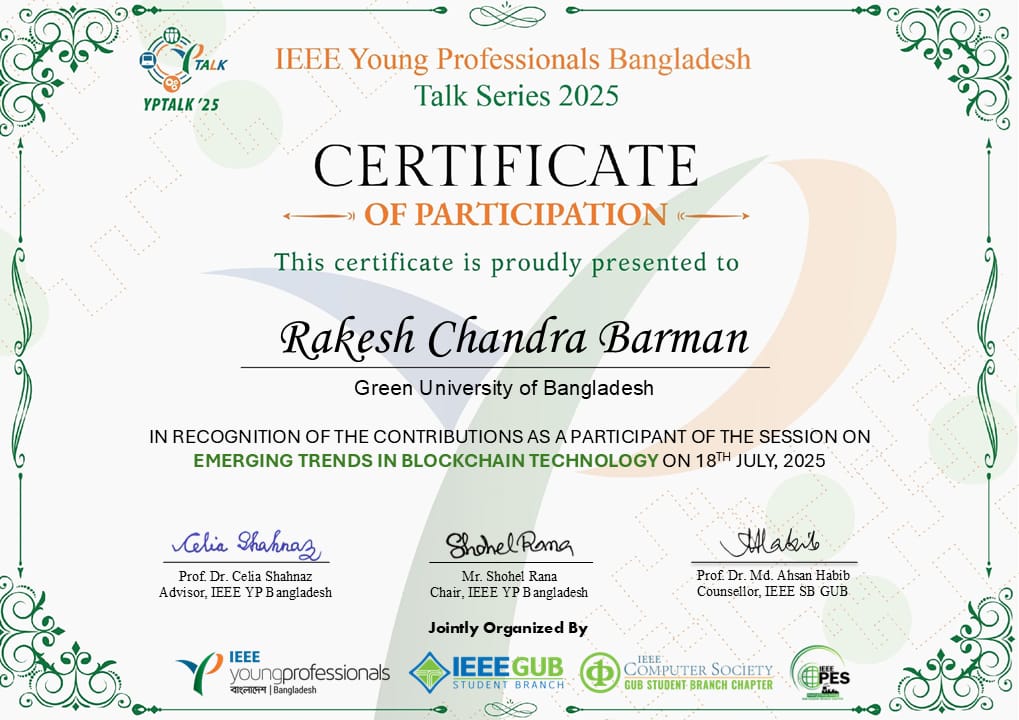 TALK
YPTALK '25
IEEE Young Professionals Bangladesh
Talk Series 2025
CERTIFICATE
OF PARTICIPATION
This certificate is proudly presented to
Rakesh Chandra Barman
Green University of Bangladesh
IN RECOGNITION OF THE CONTRIBUTIONS AS A PARTICIPANT OF THE SESSION ON
EMERGING TRENDS IN BLOCKCHAIN TECHNOLOGY ON 18TH JULY, 2025
Celia Shahnaz
Shohel Rana
AHabib
Prof. Dr. Celia Shahnaz
Advisor, IEEE YP Bangladesh
Mr. Shohel Rana
Chair, IEEE YP Bangladesh
Prof. Dr. Md. Ahsan Habib
Counsellor, IEEE SB GUB
Jointly Organized By
IEEE
youngprofessionals
বাংলাদেশ | Bangladesh
IEEE GUB
STUDENT BRANCH
IEEE
COMPUTER SOCIETY
GUB STUDENT BRANCH CHAPTER
IEEE
PES